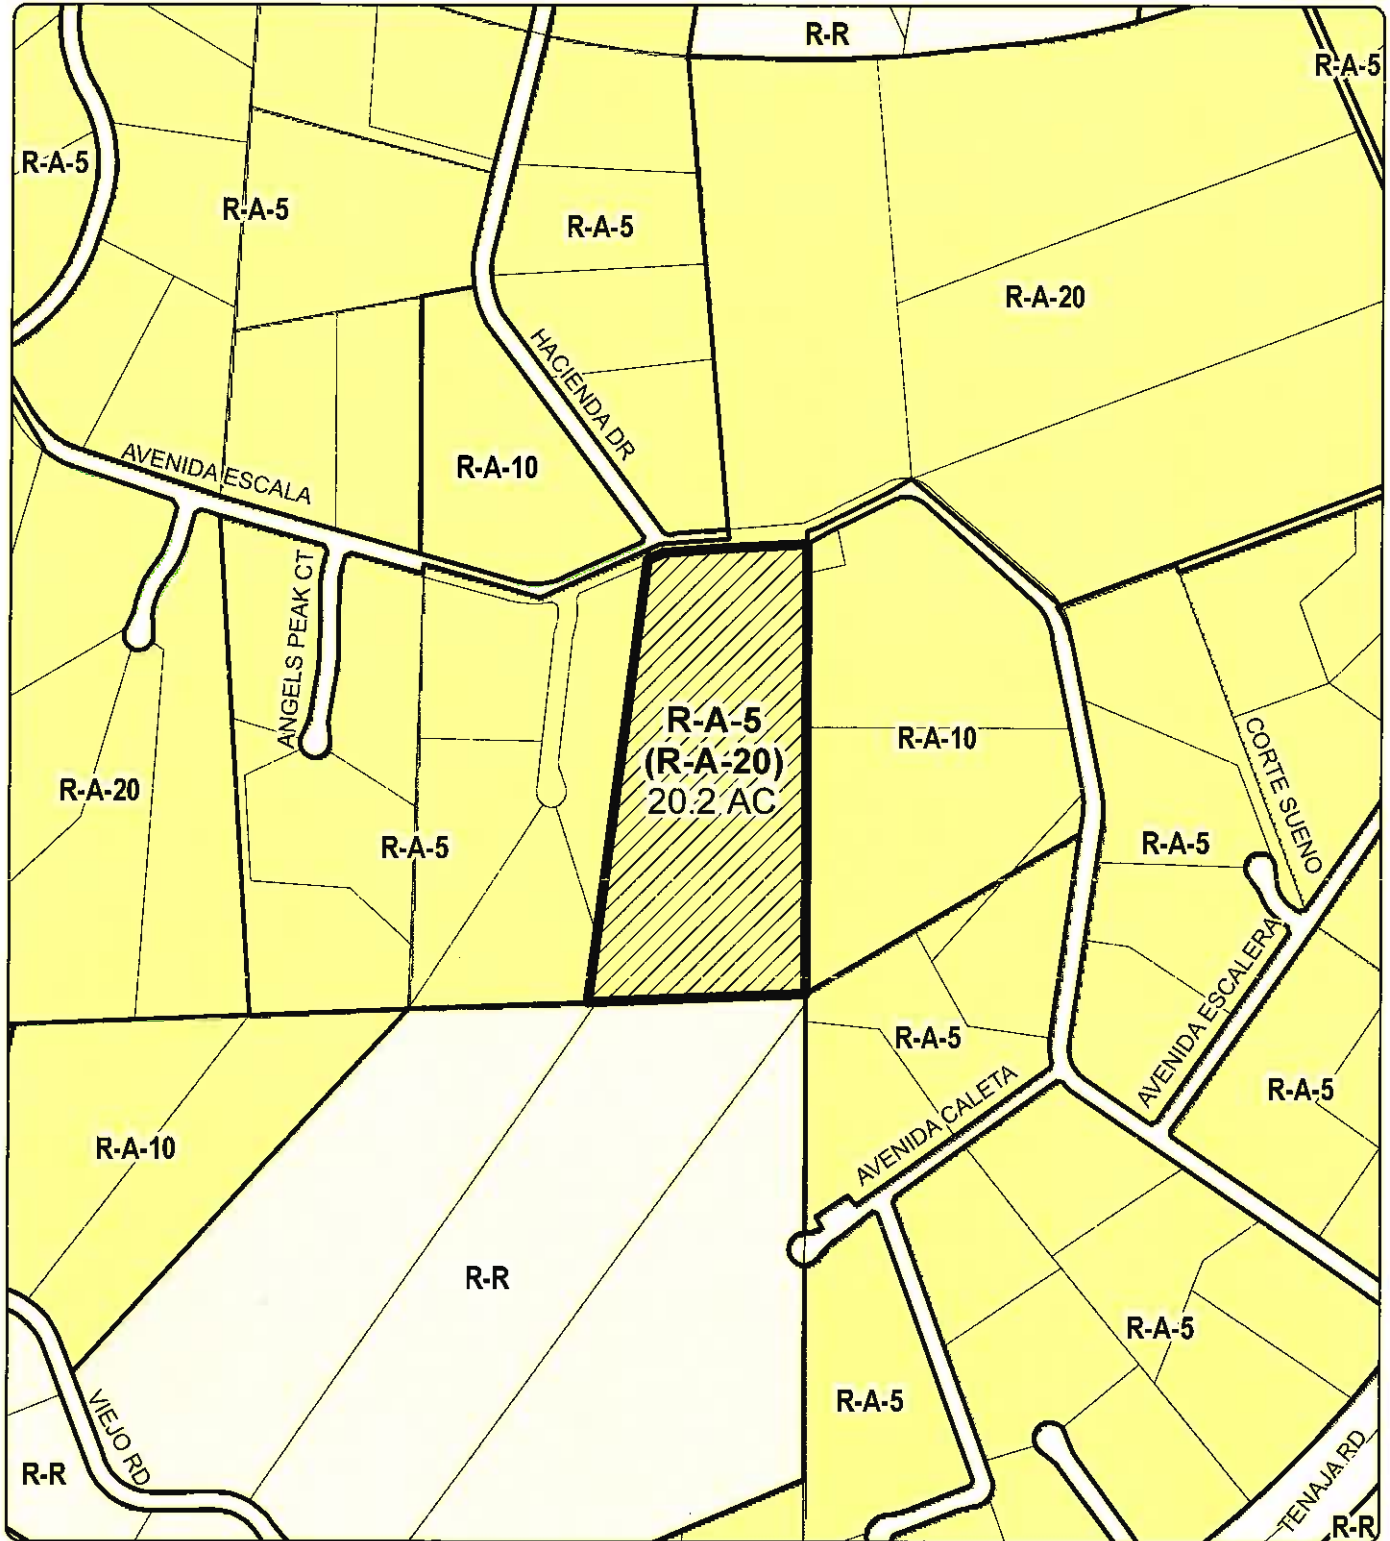 R-R
R-A-5
R-A-5
R-A-5
R-A-5
R-A-20
HACIENDA DR
AVENIDA ESCALA
R-A-10
ANGELS PEAK CT
R-A-5
(R-A-20)
20.2 AC
R-A-10
CORTE SUENO
R-A-20
R-A-5
R-A-5
AVENIDA ESCALERA
R-A-5
AVENIDA CALETA
R-A-5
R-A-10
R-R
R-A-5
R-A-5
VIEJO RD
R-R
TENAJA RD
R-R